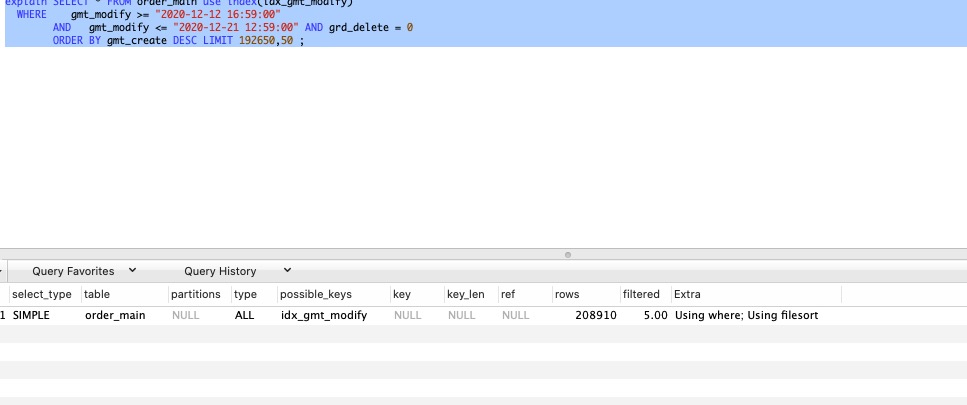 explain SELECT * FROM order_main use index(idx_gmt_modify)
WHERE gmt_modify >= "2020-12-12 16:59:00"
AND gmt_modify <= "2020-12-21 12:59:00" AND grd_delete = 0
ORDER BY gmt_create DESC LIMIT 192650,50 ;
Query Favorites Query History
select_type table partitions type possible_keys key key_len ref rows filtered Extra
1 SIMPLE order_main NULL ALL idx_gmt_modify NULL NULL NULL 208910 5.00 Using where; Using filesort